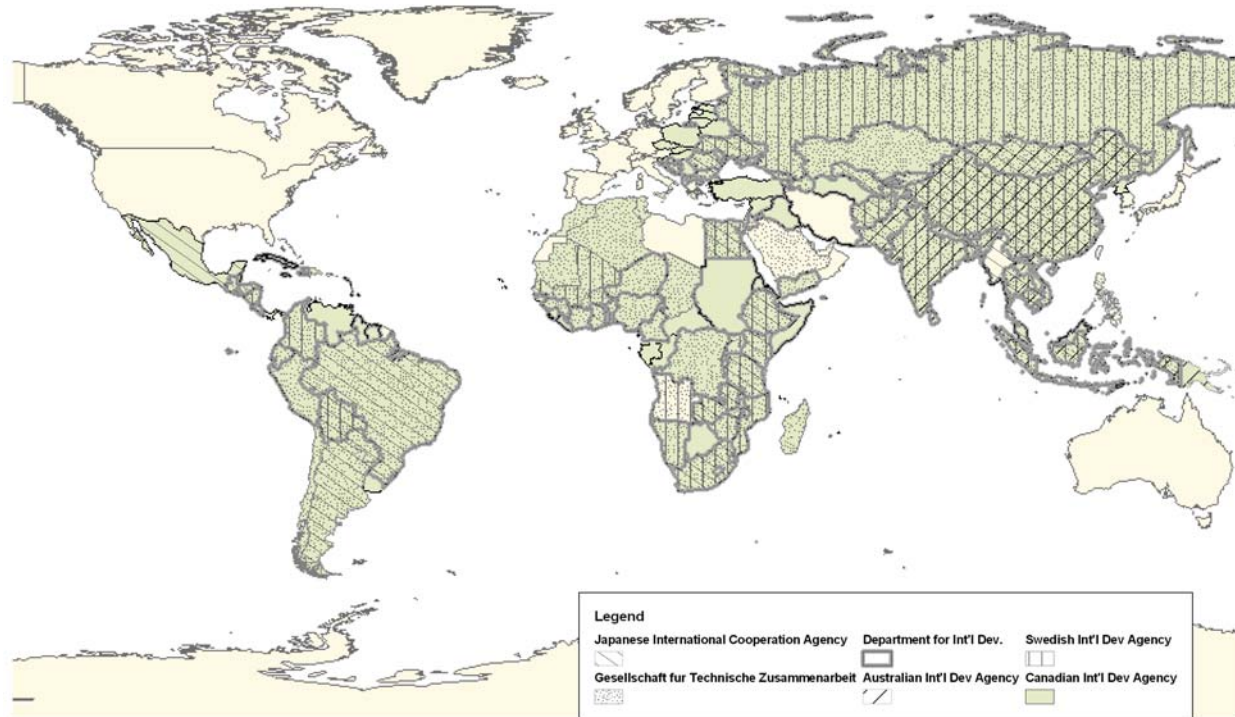 Legend
Japanese International Cooperation Agency Department for Int'l Dev. Swedish Int'l Dev Agency
Gesellschaft fur Technische Zusammenarbeit Australian Int'l Dev Agency Canadian Int'l Dev Agency